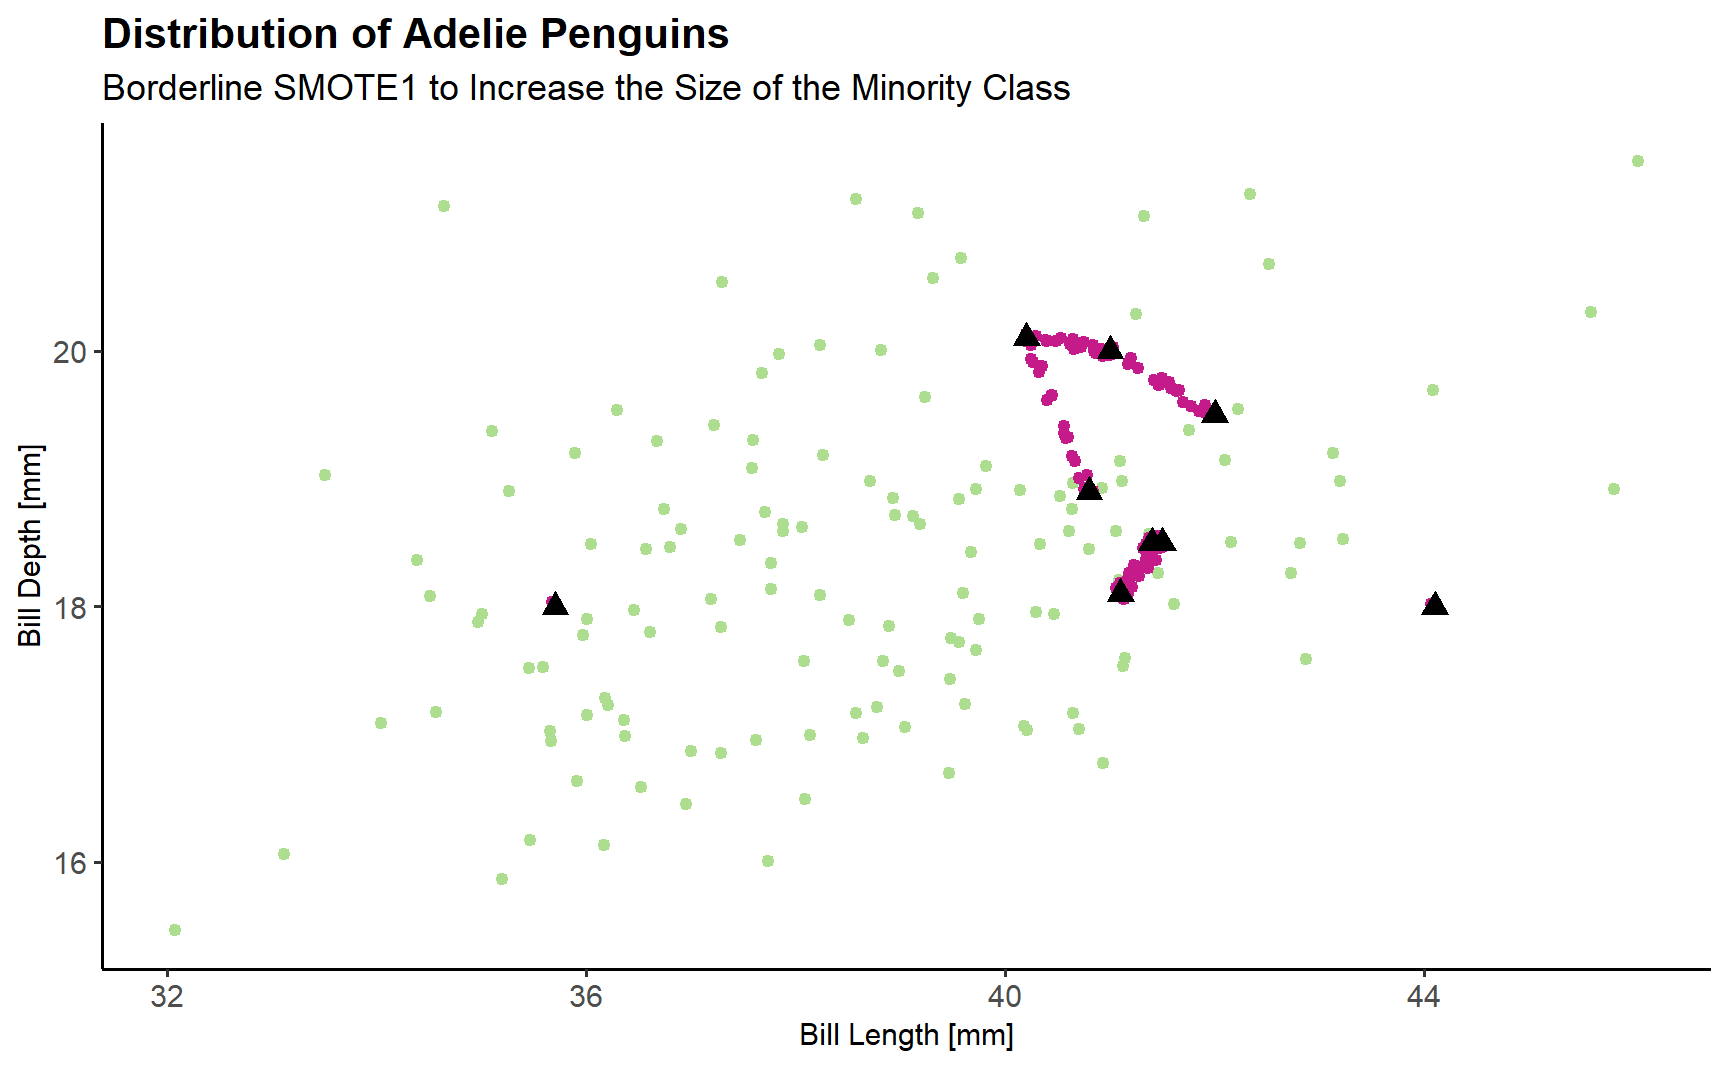 Distribution of Adelie Penguins
Borderline SMOTE1 to Increase the Size of the Minority Class
Bill Depth [mm]
20
18
16
32 36 40 44
Bill Length [mm]